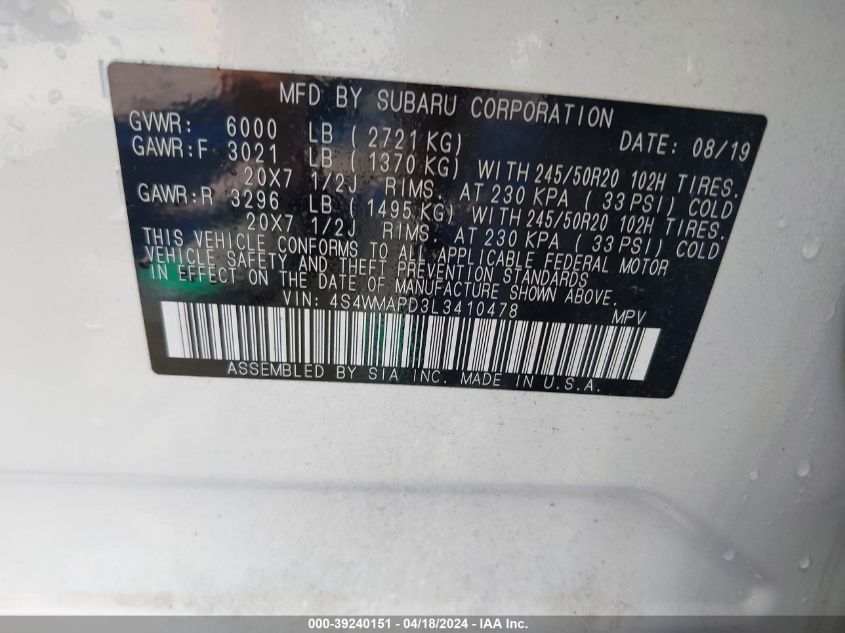 MFD BY SUBARU CORPORATION
GVWR: 6000 LB ( 2721 KG) DATE: 08/19
GAWR:F 3021 LB ( 1370 KG) WITH 245/50R20 102H TIRES.
20X7 1/2J RIMS. AT 230 KPA ( 33 PSI) COLD
GAWR:R 3296 LB ( 1495 KG) WITH 245/50R20 102H TIRES.
20X7 1/2J RIMS. AT 230 KPA ( 33 PSI) COLD
THIS VEHICLE CONFORMS TO ALL APPLICABLE FEDERAL MOTOR
VEHICLE SAFETY AND THEFT PREVENTION STANDARDS
IN EFFECT ON THE DATE OF MANUFACTURE SHOWN ABOVE.
VIN: 4S4WMAPD3L3410478 MPV
ASSEMBLED BY SIA INC. MADE IN U.S.A.
000-39240151 | 04/18/2024 - IAA Inc.